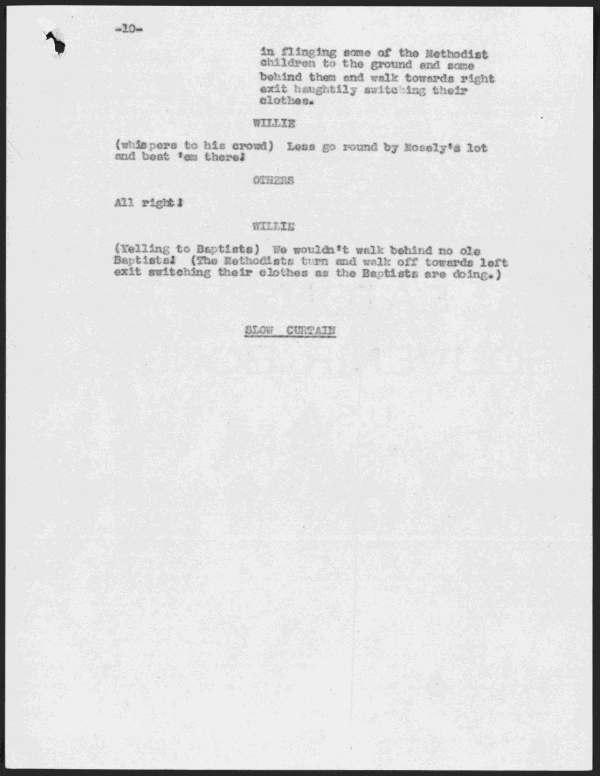 -10-
in flinging some of the Methodist
children to the ground and some
behind them and walk towards right
exit haughtily switching their
clothes.
WILLIE
(whispers to his crowd) Less go round by Mosely's lot
and beat 'em there!
OTHERS
All right!
WILLIE
(Yelling to Baptists) We wouldn't walk behind no ole
Baptists! (The Methodists turn and walk off towards left
exit switching their clothes as the Baptists are doing.)
SLOW CURTAIN